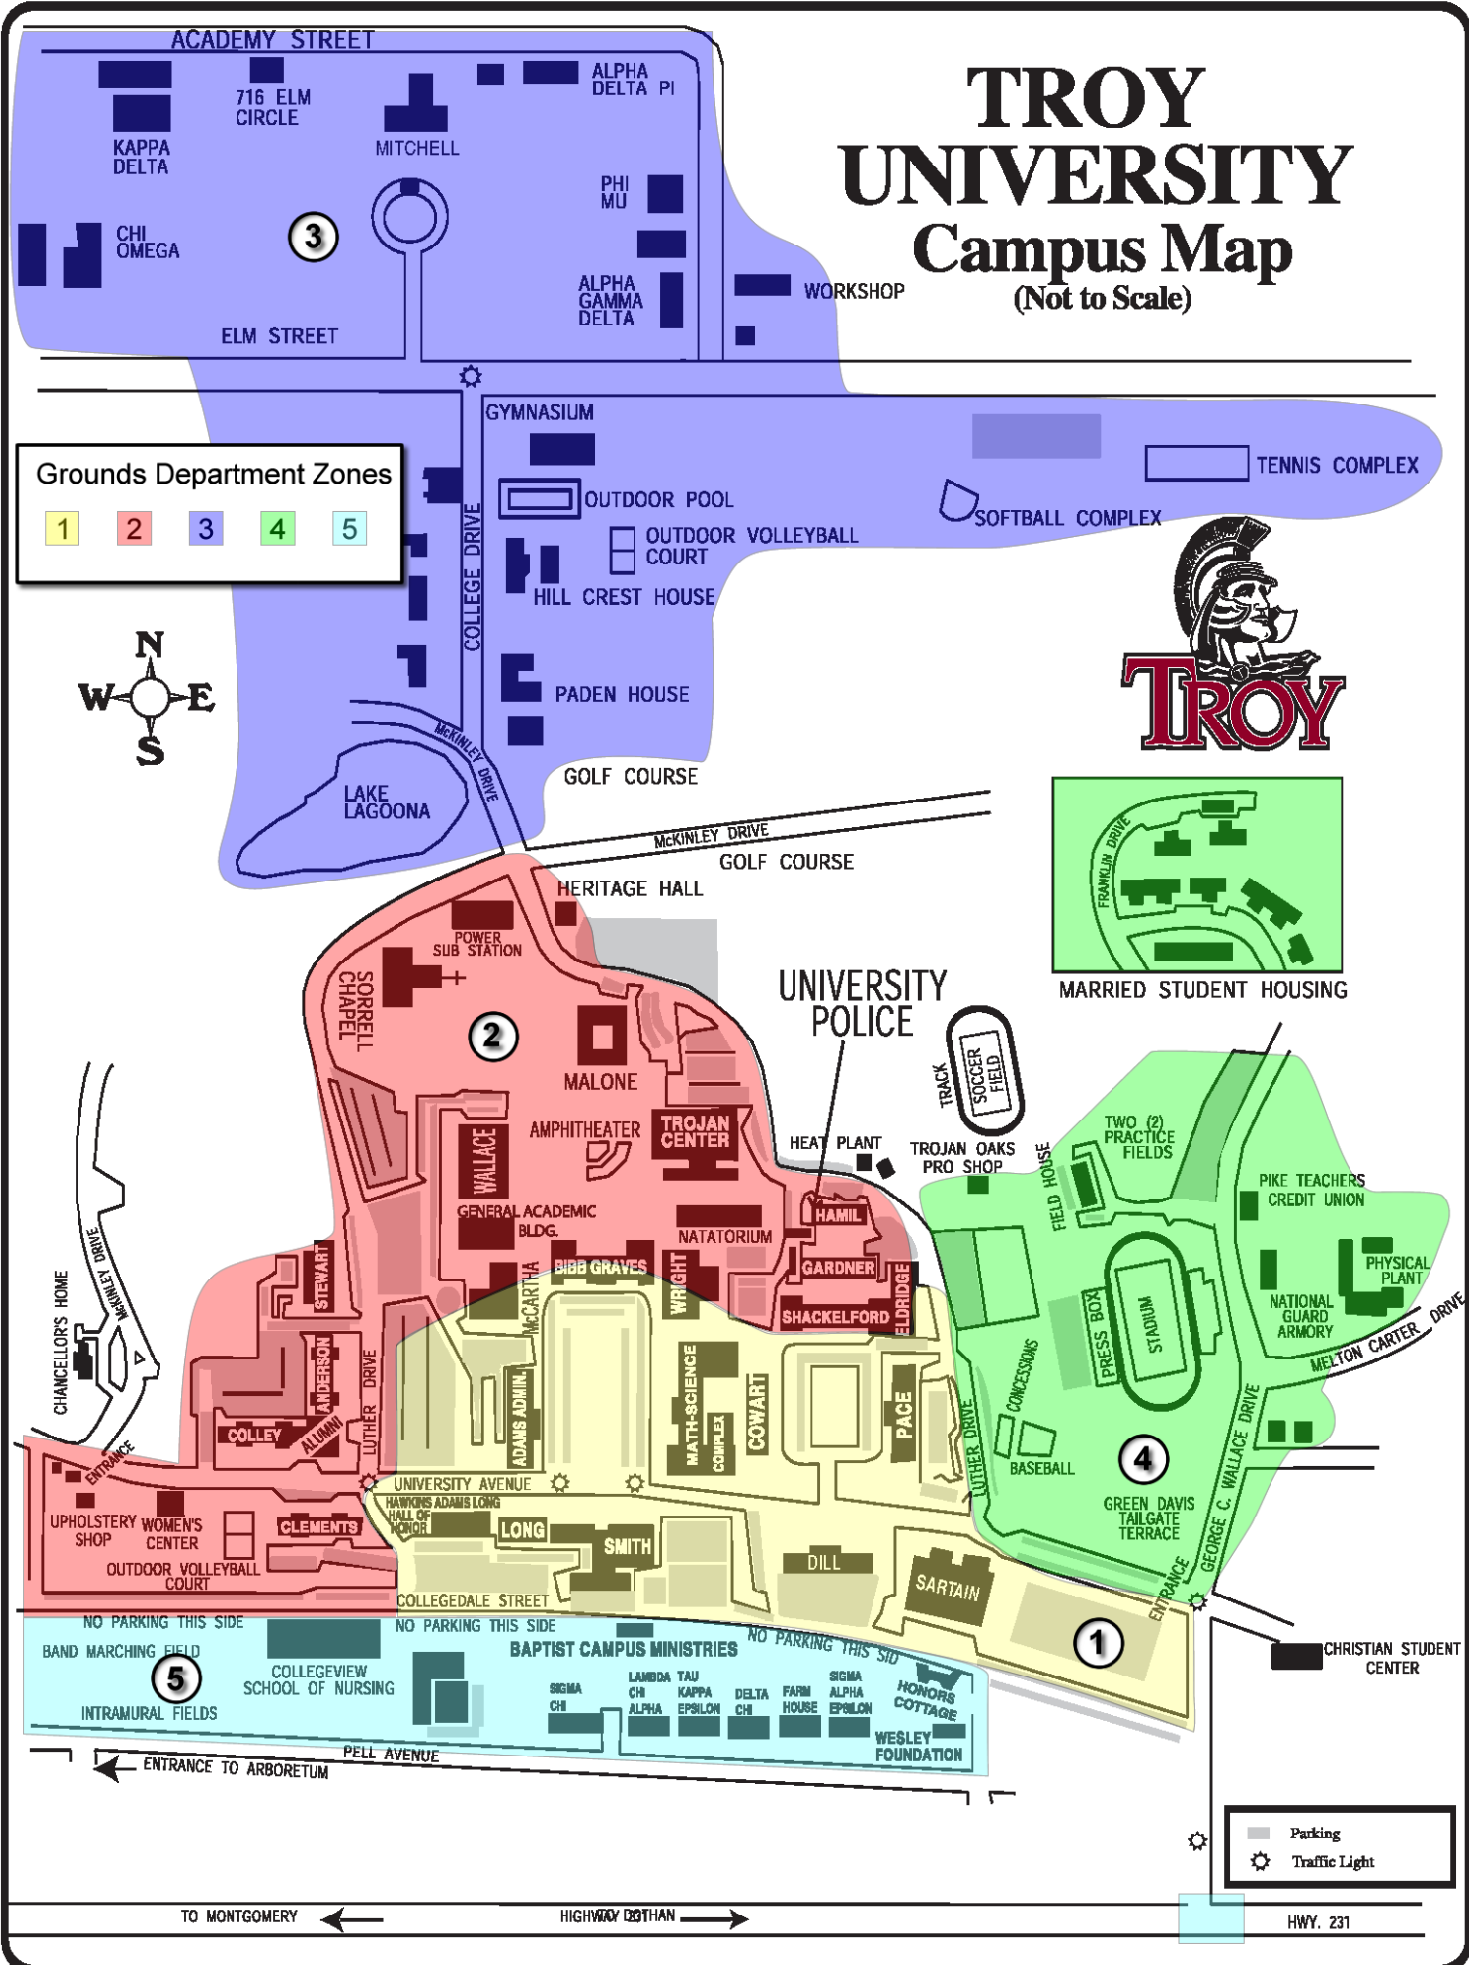 ACADEMY STREET
TROY
UNIVERSITY
Campus Map
(Not to Scale)
716 ELM
CIRCLE
ALPHA
DELTA PI
KAPPA
DELTA
MITCHELL
PHI
MU
CHI
OMEGA
3
ALPHA
GAMMA
DELTA
WORKSHOP
ELM STREET
GYMNASIUM
Grounds Department Zones
1 2 3 4 5
TENNIS COMPLEX
OUTDOOR POOL
SOFTBALL COMPLEX
OUTDOOR VOLLEYBALL
COURT
COLLEGE DRIVE
HILL CREST HOUSE
N
W E
S
PADEN HOUSE
TROY
McKINLEY DRIVE
GOLF COURSE
LAKE
LAGOONA
McKINLEY DRIVE
GOLF COURSE
FRANKLIN DRIVE
MARRIED STUDENT HOUSING
HERITAGE HALL
POWER
SUB STATION
SORRELL
CHAPEL
UNIVERSITY
POLICE
2
MALONE
TRACK
SOCCER
FIELD
AMPHITHEATER
TROJAN
CENTER
HEAT PLANT
TROJAN OAKS
PRO SHOP
FIELD HOUSE
TWO (2)
PRACTICE
FIELDS
PIKE TEACHERS
CREDIT UNION
WALLACE
GENERAL ACADEMIC
BLDG.
NATATORIUM
HAMIL
GARDNER
SHACKELFORD
ELDRIDGE
BIBB GRAVES
WRIGHT
McCARTHA
STEWART
ANDERSON
COLLEY
ALUMNI
LUTHER DRIVE
McKINLEY DRIVE
CHANCELLOR'S HOME
ENTRANCE
PHYSICAL
PLANT
NATIONAL
GUARD
ARMORY
MELTON CARTER DRIVE
PRESS BOX
STADIUM
CONCESSIONS
BASEBALL
LUTHER DRIVE
4
GREEN DAVIS
TAILGATE
TERRACE
GEORGE C. WALLACE DRIVE
ENTRANCE
ADAMS ADMIN.
MATH-SCIENCE
COMPLEX
COWART
PACE
UNIVERSITY AVENUE
HAWKINS ADAMS LONG
HALL OF
HONOR
LONG
SMITH
DILL
SARTAIN
1
UPHOLSTERY
SHOP
WOMEN'S
CENTER
CLEMENTS
OUTDOOR VOLLEYBALL
COURT
COLLEGEDALE STREET
NO PARKING THIS SIDE
NO PARKING THIS SIDE
NO PARKING THIS SID
BAND MARCHING FIELD
5
INTRAMURAL FIELDS
COLLEGEVIEW
SCHOOL OF NURSING
BAPTIST CAMPUS MINISTRIES
SIGMA
CHI
LAMBDA
CHI
ALPHA
TAU
KAPPA
EPSILON
DELTA
CHI
FARM
HOUSE
SIGMA
ALPHA
EPSILON
HONORS
COTTAGE
WESLEY
FOUNDATION
CHRISTIAN STUDENT
CENTER
PELL AVENUE
ENTRANCE TO ARBORETUM
Parking
Traffic Light
TO MONTGOMERY
HIGHWAY 231
TO DOTHAN
HWY. 231